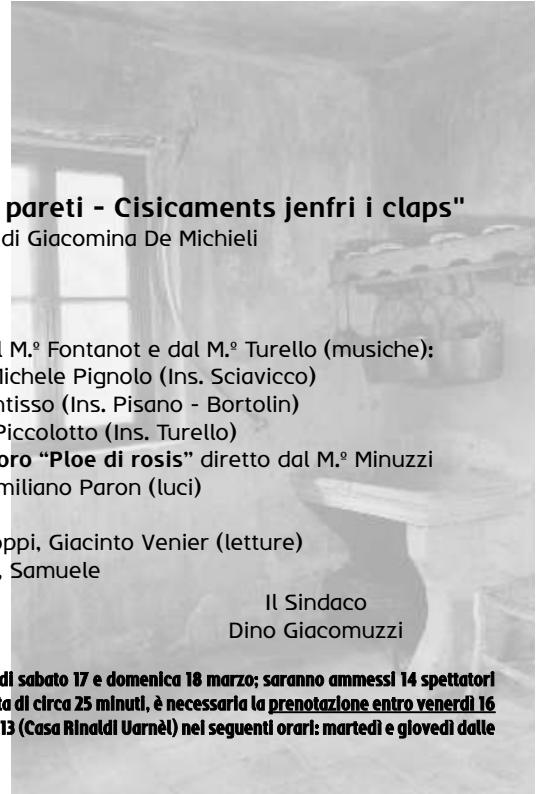 pareti - Cisicaments jenfri i claps"
di Giacomina De Michieli
M.º Fontanot e dal M.º Turello (musiche):
Michele Pignolo (Ins. Sciavicco)
ntisso (Ins. Pisano - Bortolin)
Piccolotto (Ins. Turello)
oro “Ploe di rosis” diretto dal M.º Minuzzi
miliano Paron (luci)
oppi, Giacinto Venier (letture)
, Samuele
Il Sindaco
Dino Giacomuzzi
di sabato 17 e domenica 18 marzo; saranno ammessi 14 spettatori
ta di circa 25 minuti, è necessaria la prenotazione entro venerdì 16
13 (Casa Rinaldi Uarnèl) nei seguenti orari: martedì e giovedì dalle